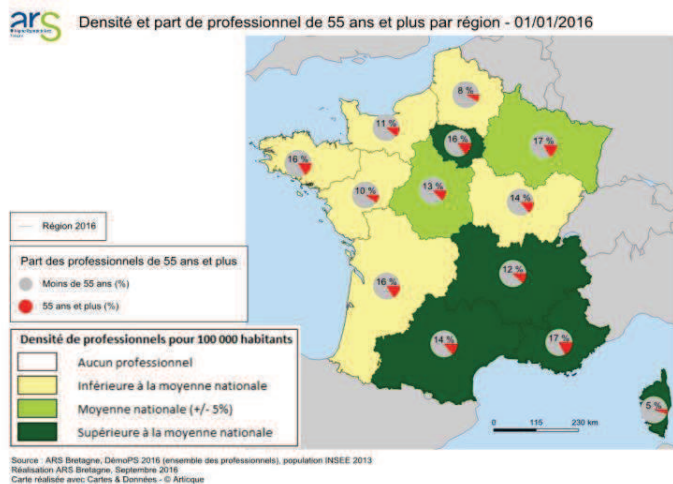 ars
Densité et part de professionnel de 55 ans et plus par région - 01/01/2016
8 %
11 %
16 %
17 %
16 %
10 %
13 %
14 %
16 %
12 %
14 %
17 %
5 %
Région 2016
Part des professionnels de 55 ans et plus
Moins de 55 ans (%)
55 ans et plus (%)
Densité de professionnels pour 100 000 habitants
Aucun professionnel
Inférieure à la moyenne nationale
Moyenne nationale (+/- 5%)
Supérieure à la moyenne nationale
0 115 230 km
Source : ARS Bretagne, DémoPS 2016 (ensemble des professionnels), population INSEE 2013
Réalisation ARS Bretagne, Septembre 2016
Carte réalisée avec Cartes & Données - © Articque